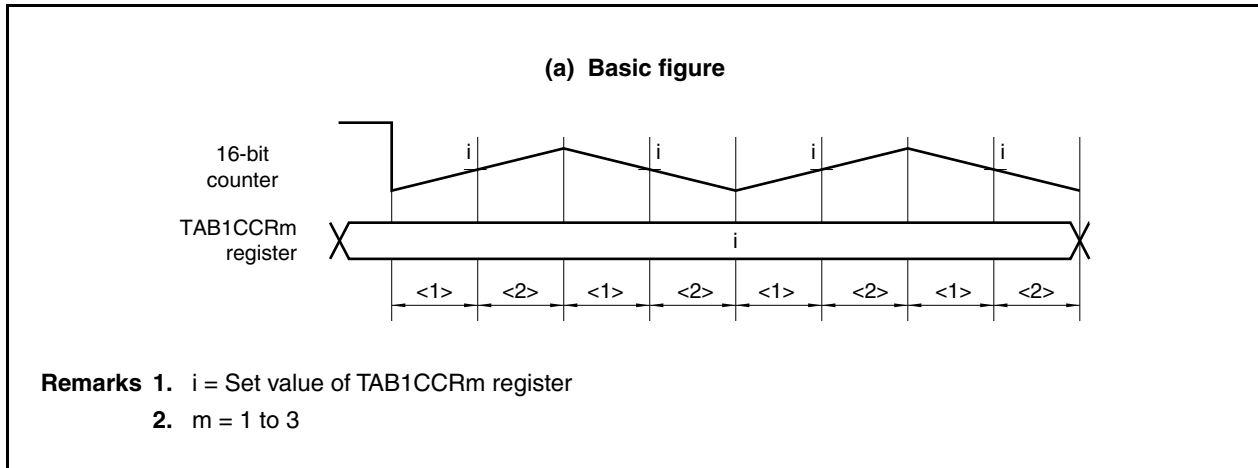 (a) Basic figure
16-bit
counter
i i i i
TAB1CCRm
register
i
<1> <2> <1> <2> <1> <2> <1> <2>
Remarks 1. i = Set value of TAB1CCRm register
2. m = 1 to 3